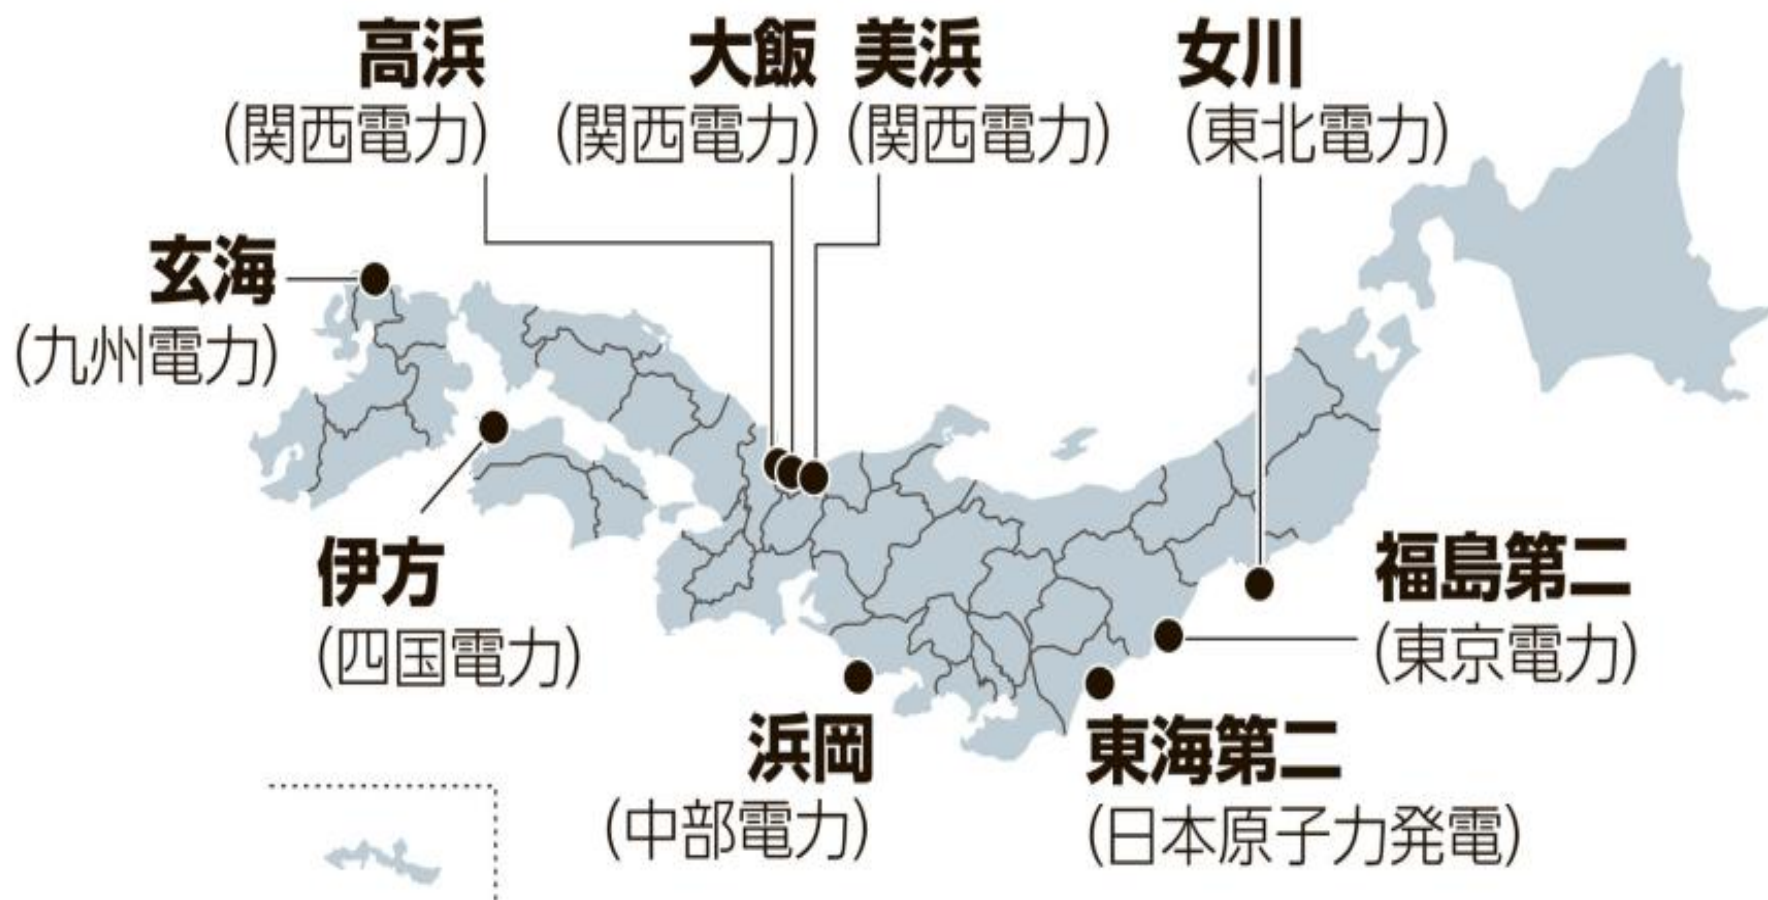 高浜
(関西電力)
大飯
(関西電力)
美浜
(関西電力)
女川
(東北電力)
玄海
(九州電力)
伊方
(四国電力)
福島第二
(東京電力)
浜岡
(中部電力)
東海第二
(日本原子力発電)